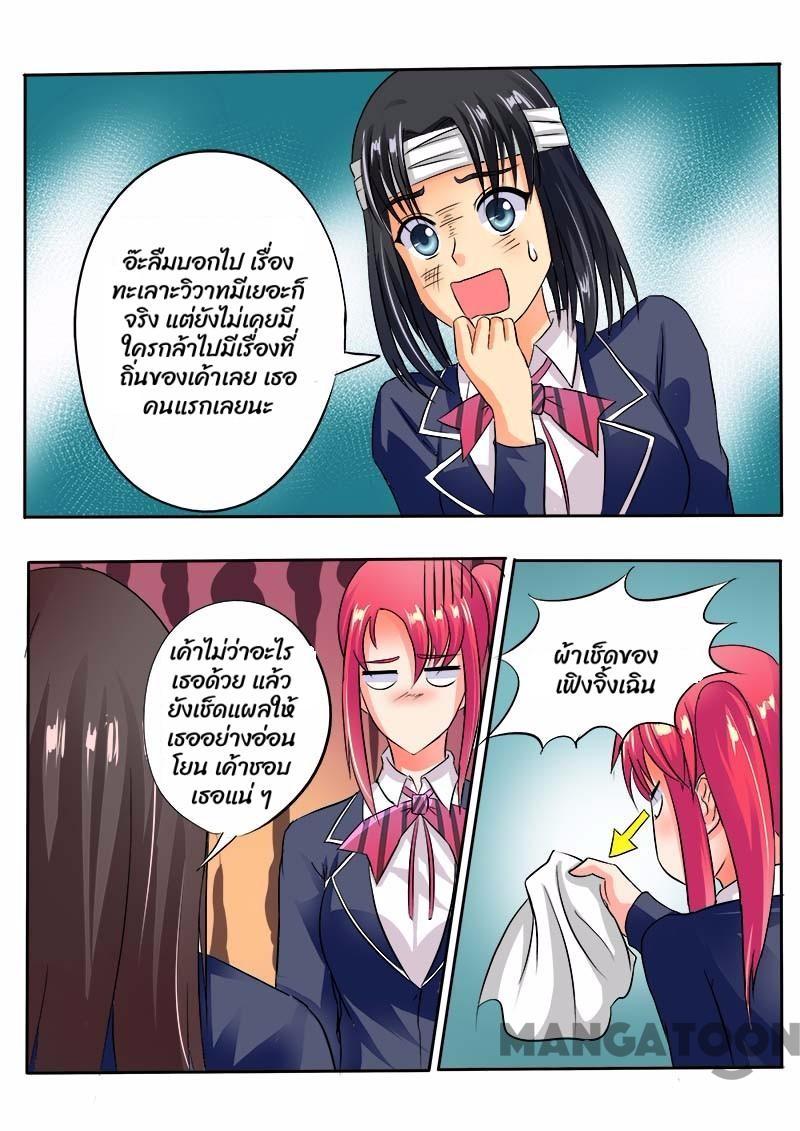 อ๊ะลืมบอกไป เรื่อง
ทะเลาะวิวาทมีเยอะก็
จริง แต่ยังไม่เคยมี
ใครกล้าไปมีเรื่องที่
ถิ่นของเค้าเลย เธอ
คนแรกเลยนะ
เค้าไม่ว่าอะไร
เธอด้วย แล้ว
ยังเช็ดแผลให้
เธออย่างอ่อน
โยน เค้าชอบ
เธอแน่ ๆ
ผ้าเช็ดของ
เฟิงจิ้งเฉิน
MANGATOON